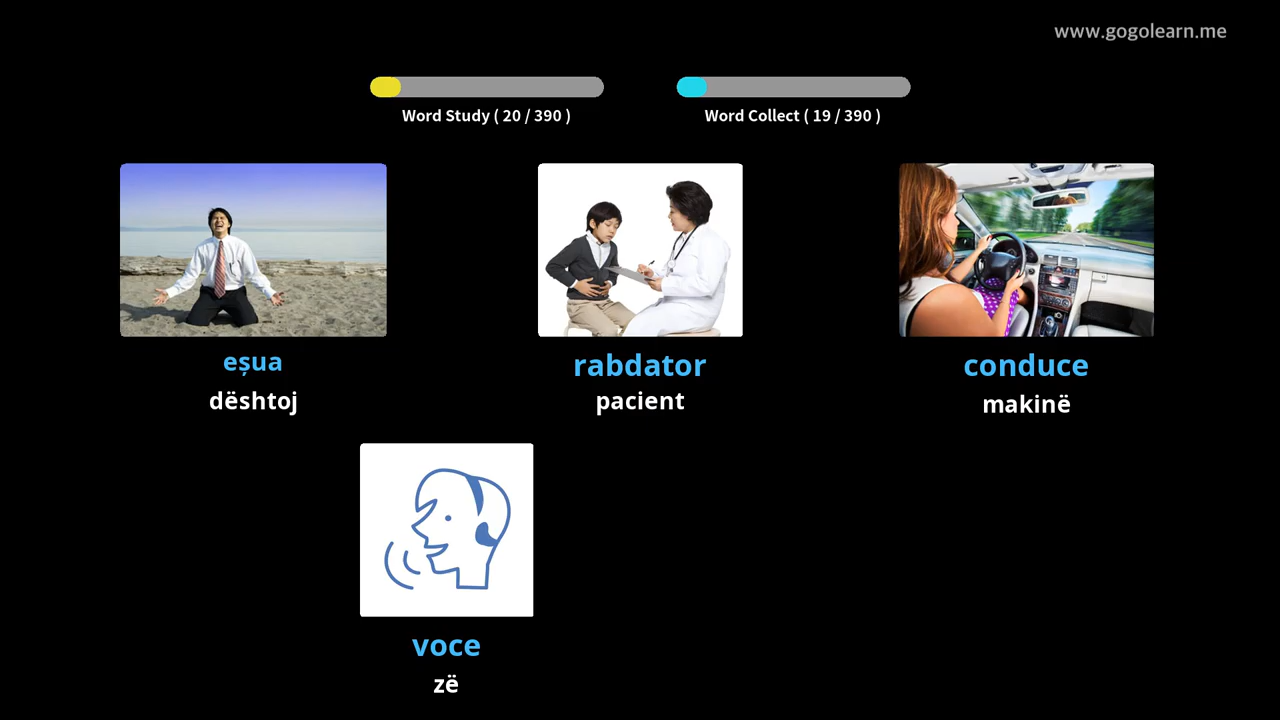 www.gogolearn.me
Word Study ( 20 / 390 )
Word Collect ( 19 / 390 )
eșua
dështoj
rabdator
pacient
conduce
makinë
voce
zë